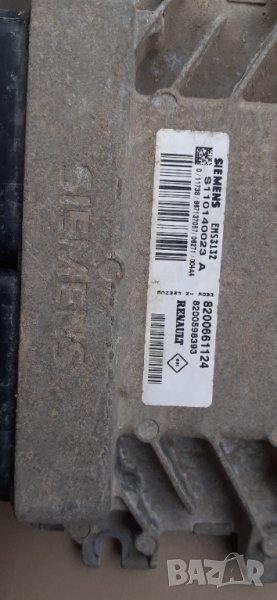 SIEMENS
SIEMENS EMS3132
S110140023 A
8200661124
8200598393
RENAULT
BAZAR
bg